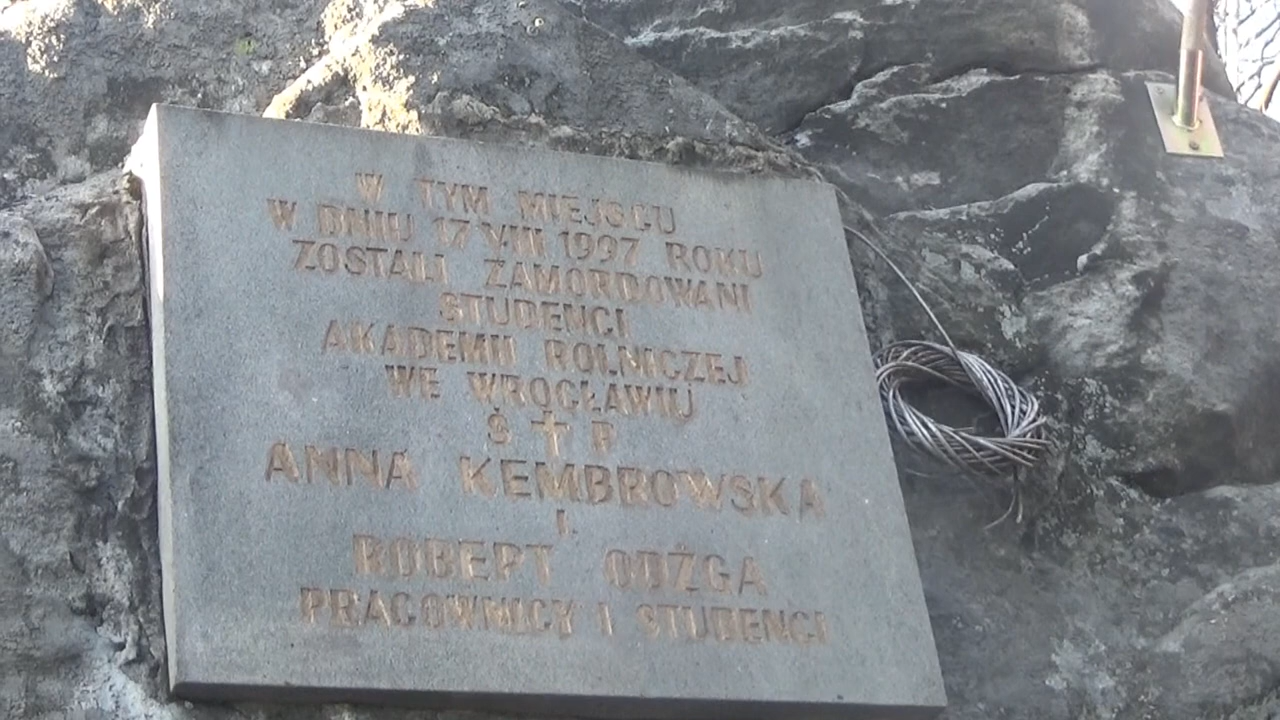 W TYM MIEJSCU
W DNIU 17 VIII 1997 ROKU
ZOSTALI ZAMORDOWANI
STUDENCI
AKADEMII ROLNICZEJ
WE WROCŁAWIU
Ś † P
ANNA KEMBROWSKA
I
ROBERT ODŻGA
PRACOWNICY I STUDENCI